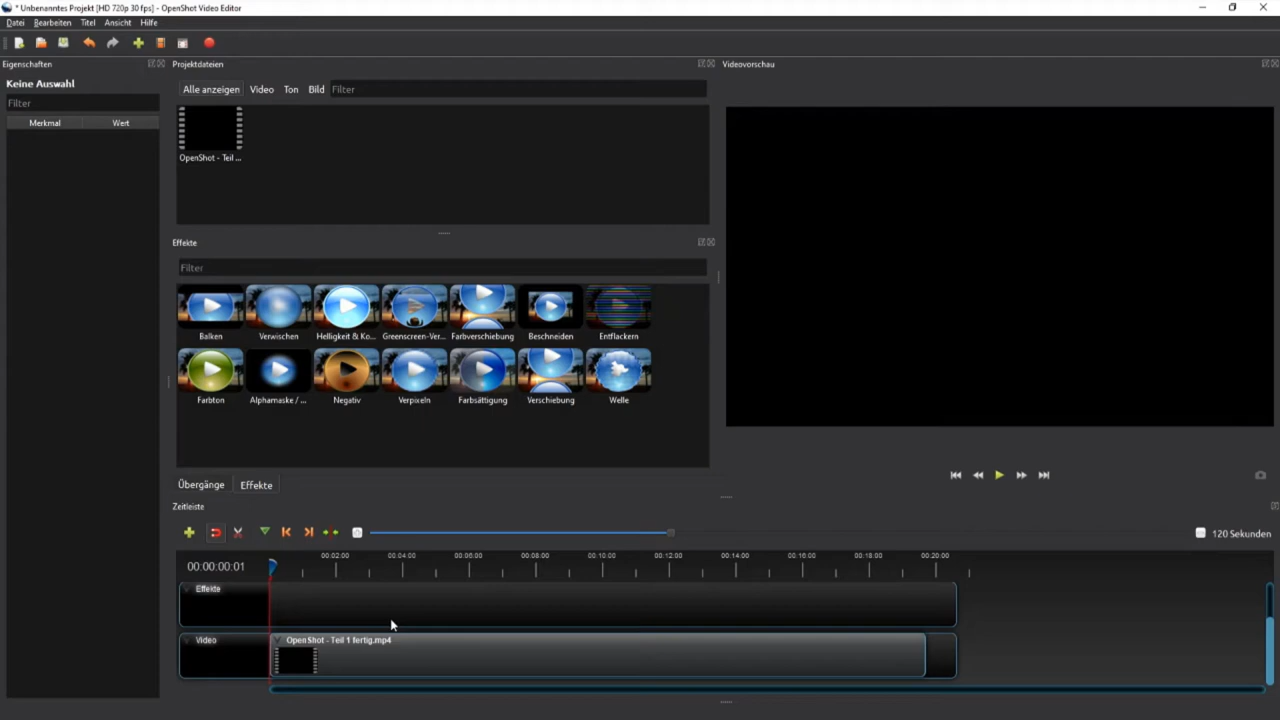 * Unbenanntes Projekt [HD 720p 30 fps] - OpenShot Video Editor
Datei Bearbeiten Titel Ansicht Hilfe
Eigenschaften
Keine Auswahl
Filter
Merkmal Wert
Projektdateien
Alle anzeigen Video Ton Bild Filter
OpenShot - Teil ...
Effekte
Filter
Balken Verwischen Helligkeit & Ko... Greenscreen-Ver... Farbverschiebung Beschneiden Entflackern
Farbton Alphamaske / ... Negativ Verpixeln Farbsättigung Verschiebung Welle
Übergänge Effekte
Videovorschau
Zeitleiste
120 Sekunden
00:00:00:01
00:02:00 00:04:00 00:06:00 00:08:00 00:10:00 00:12:00 00:14:00 00:16:00 00:18:00 00:20:00
Effekte
Video
OpenShot - Teil 1 fertig.mp4